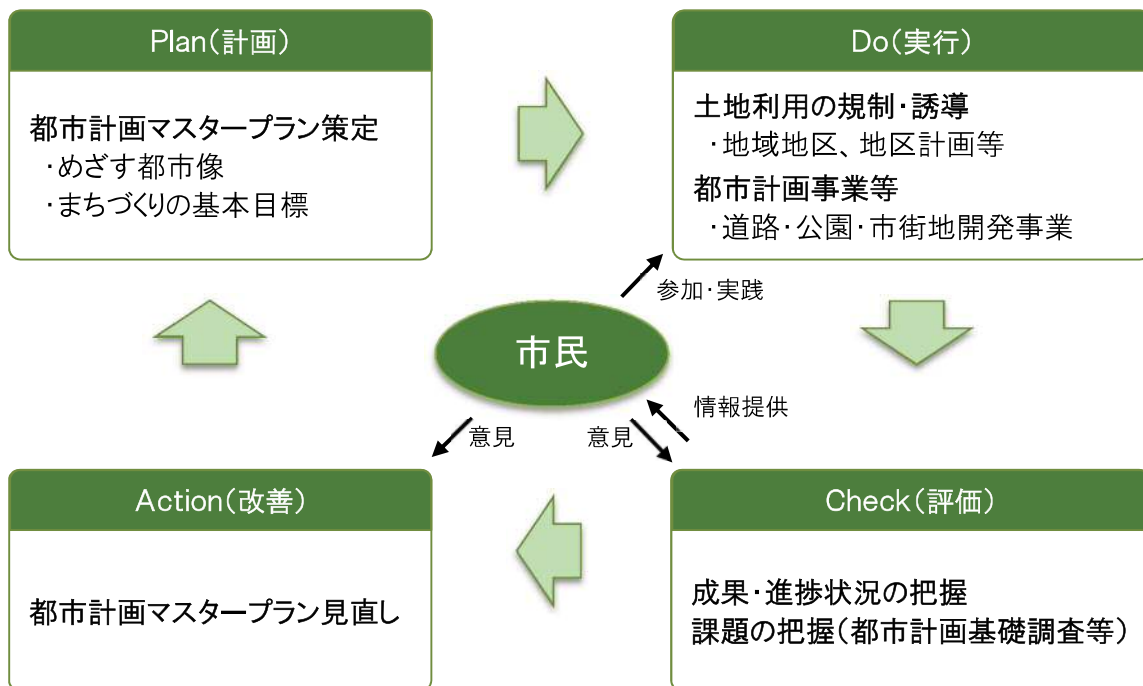 Plan(計画)
都市計画マスタープラン策定
・めざす都市像
・まちづくりの基本目標
Do(実行)
土地利用の規制・誘導
・地域地区、地区計画等
都市計画事業等
・道路・公園・市街地開発事業
参加・実践
市民
情報提供
意見
意見
Action(改善)
都市計画マスタープラン見直し
Check(評価)
成果・進捗状況の把握
課題の把握(都市計画基礎調査等)